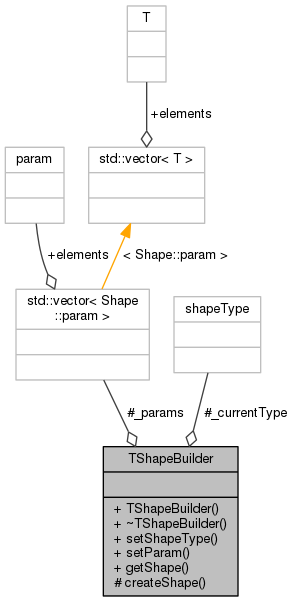 T
+elements
param
std::vector< T >
+elements
< Shape::param >
std::vector< Shape
::param >
shapeType
#_params
#_currentType
TShapeBuilder
+ TShapeBuilder()
+ ~TShapeBuilder()
+ setShapeType()
+ setParam()
+ getShape()
# createShape()